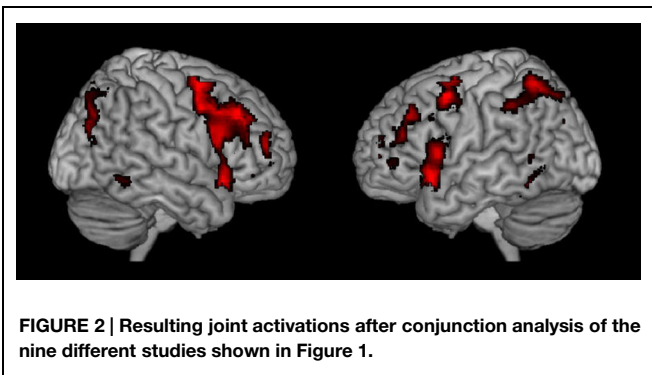 FIGURE 2 | Resulting joint activations after conjunction analysis of the
nine different studies shown in Figure 1.